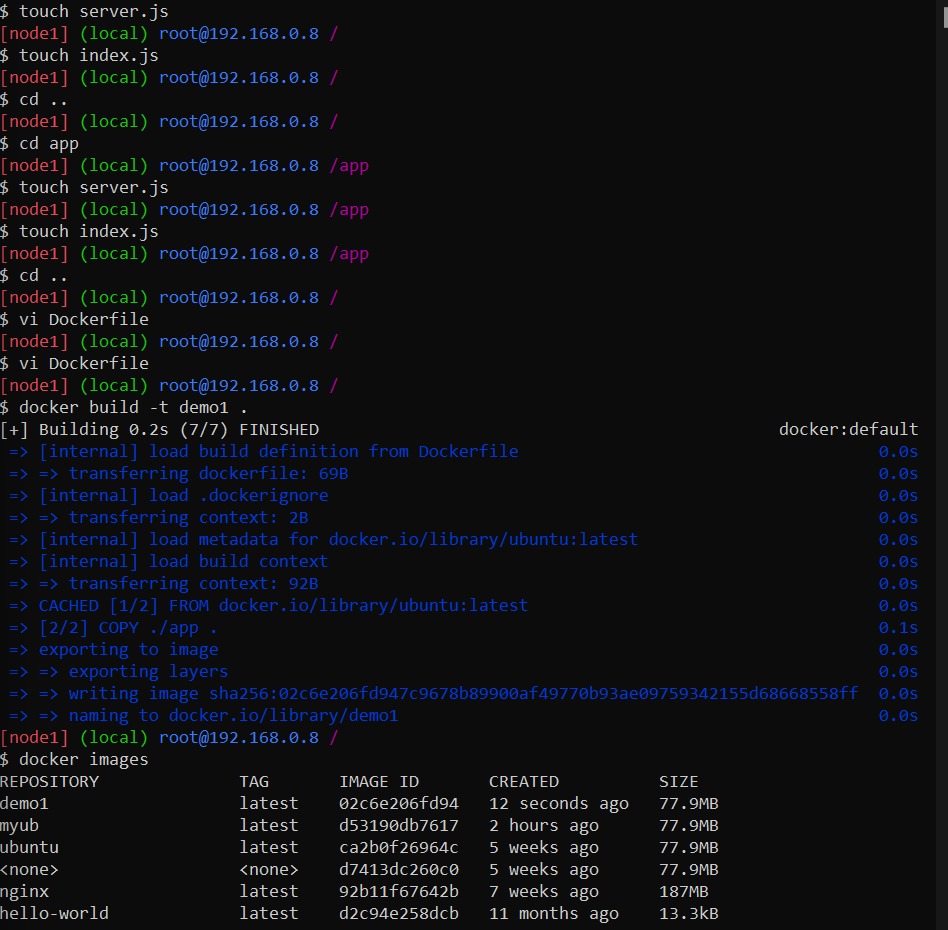 $ touch server.js
[node1] (local) root@192.168.0.8 /
$ touch index.js
[node1] (local) root@192.168.0.8 /
$ cd ..
[node1] (local) root@192.168.0.8 /
$ cd app
[node1] (local) root@192.168.0.8 /app
$ touch server.js
[node1] (local) root@192.168.0.8 /app
$ touch index.js
[node1] (local) root@192.168.0.8 /app
$ cd ..
[node1] (local) root@192.168.0.8 /
$ vi Dockerfile
[node1] (local) root@192.168.0.8 /
$ vi Dockerfile
[node1] (local) root@192.168.0.8 /
$ docker build -t demo1 .
[+] Building 0.2s (7/7) FINISHED docker:default
=> [internal] load build definition from Dockerfile 0.0s
=> => transferring dockerfile: 69B 0.0s
=> [internal] load .dockerignore 0.0s
=> => transferring context: 2B 0.0s
=> [internal] load metadata for docker.io/library/ubuntu:latest 0.0s
=> [internal] load build context 0.0s
=> => transferring context: 92B 0.0s
=> CACHED [1/2] FROM docker.io/library/ubuntu:latest 0.0s
=> [2/2] COPY ./app . 0.1s
=> exporting to image 0.0s
=> => exporting layers 0.0s
=> => writing image sha256:02c6e206fd947c9678b89900af49770b93ae09759342155d68668558ff 0.0s
=> => naming to docker.io/library/demo1 0.0s
[node1] (local) root@192.168.0.8 /
$ docker images
REPOSITORY TAG IMAGE ID CREATED SIZE
demo1 latest 02c6e206fd94 12 seconds ago 77.9MB
myub latest d53190db7617 2 hours ago 77.9MB
ubuntu latest ca2b0f26964c 5 weeks ago 77.9MB
<none> <none> d7413dc260c0 5 weeks ago 77.9MB
nginx latest 92b11f67642b 7 weeks ago 187MB
hello-world latest d2c94e258dcb 11 months ago 13.3kB